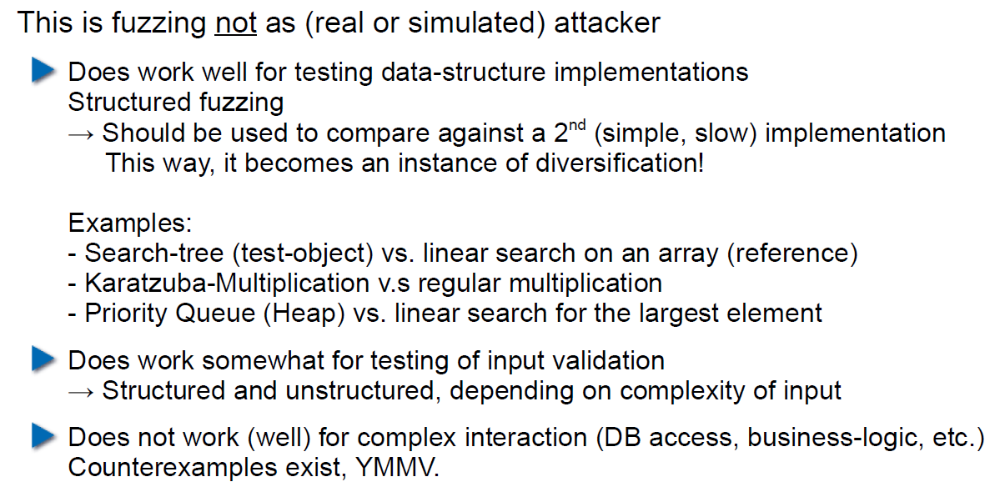 This is fuzzing not as (real or simulated) attacker
Does work well for testing data-structure implementations
Structured fuzzing
→ Should be used to compare against a 2nd (simple, slow) implementation
This way, it becomes an instance of diversification!
Examples:
- Search-tree (test-object) vs. linear search on an array (reference)
- Karatzuba-Multiplication v.s regular multiplication
- Priority Queue (Heap) vs. linear search for the largest element
Does work somewhat for testing of input validation
→ Structured and unstructured, depending on complexity of input
Does not work (well) for complex interaction (DB access, business-logic, etc.)
Counterexamples exist, YMMV.